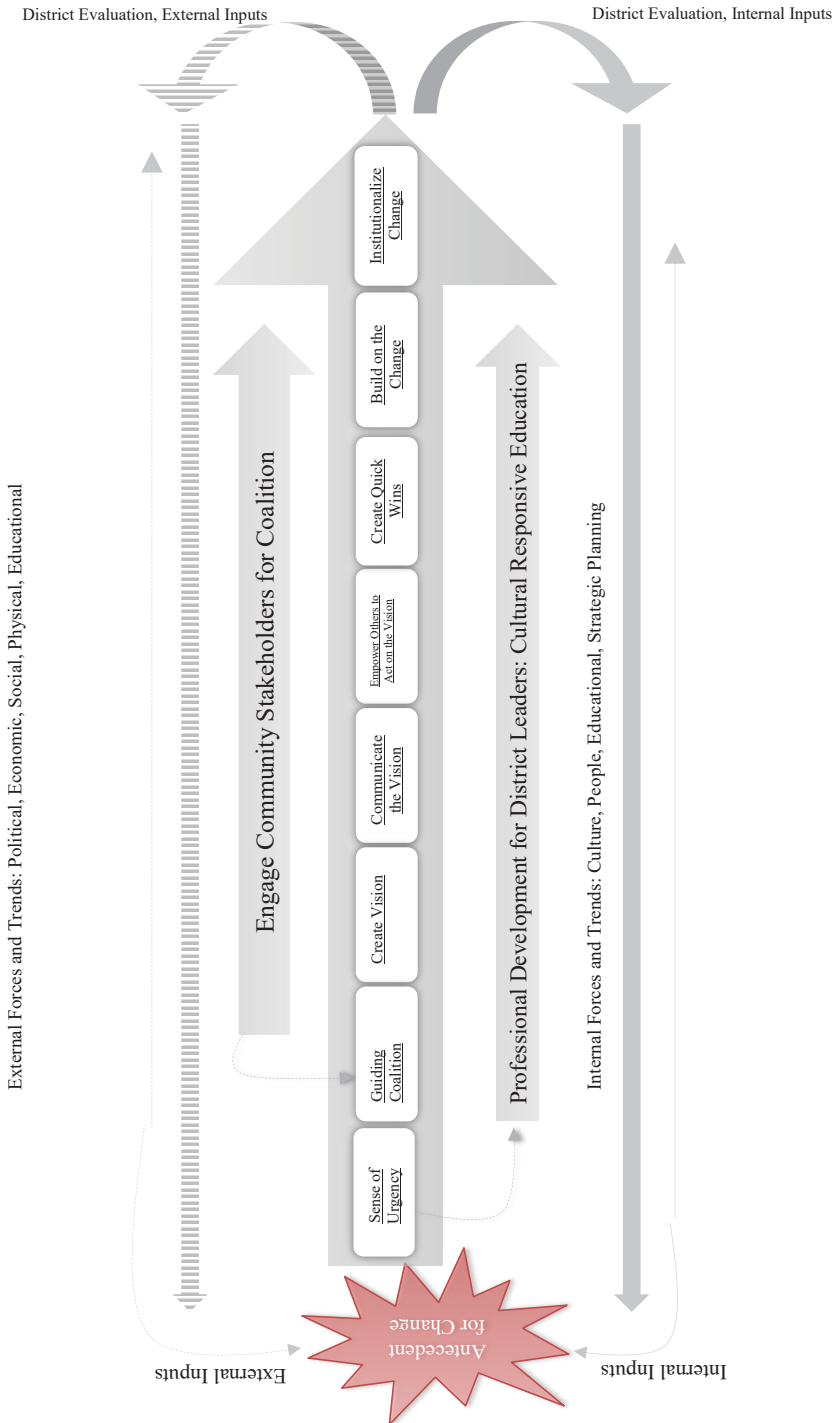 District Evaluation, External Inputs
District Evaluation, Internal Inputs
External Forces and Trends: Political, Economic, Social, Physical, Educational
Engage Community Stakeholders for Coalition
Sense of
Urgency
Guiding
Coalition
Create Vision
Communicate
the Vision
Empower Others to
Act on the Vision
Create Quick
Wins
Build on the
Change
Institutionalize
Change
Professional Development for District Leaders: Cultural Responsive Education
Internal Forces and Trends: Culture, People, Educational, Strategic Planning
External Inputs
Antecedent
for Change
Internal Inputs